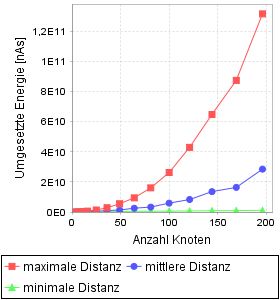 Umgesetzte Energie [nAs]
1,2E11
1E11
8E10
6E10
4E10
2E10
0E0
0 50 100 150 200
Anzahl Knoten
maximale Distanz mittlere Distanz
minimale Distanz